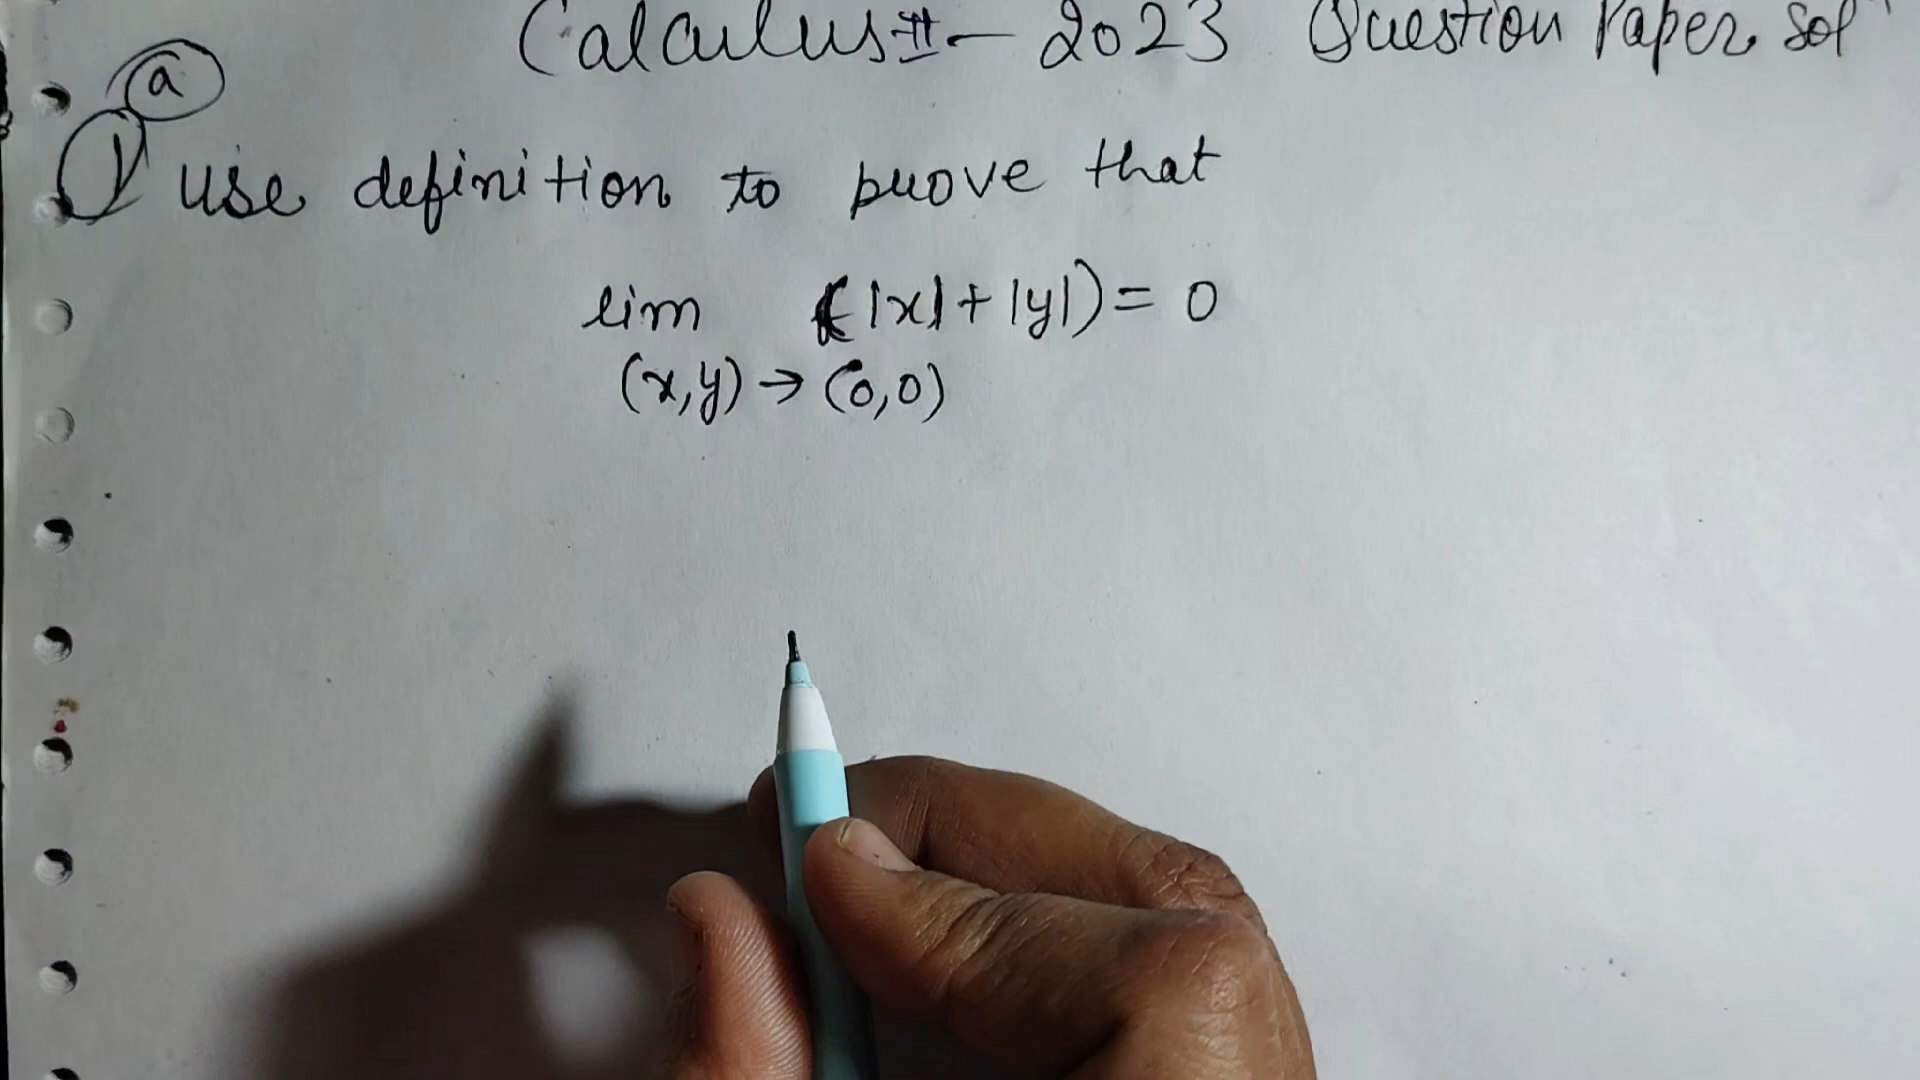 Calculus II - 2023 Question Paper Sol
1 a use definition to prove that
lim (|x|+|y|) = 0
(x,y) → (0,0)